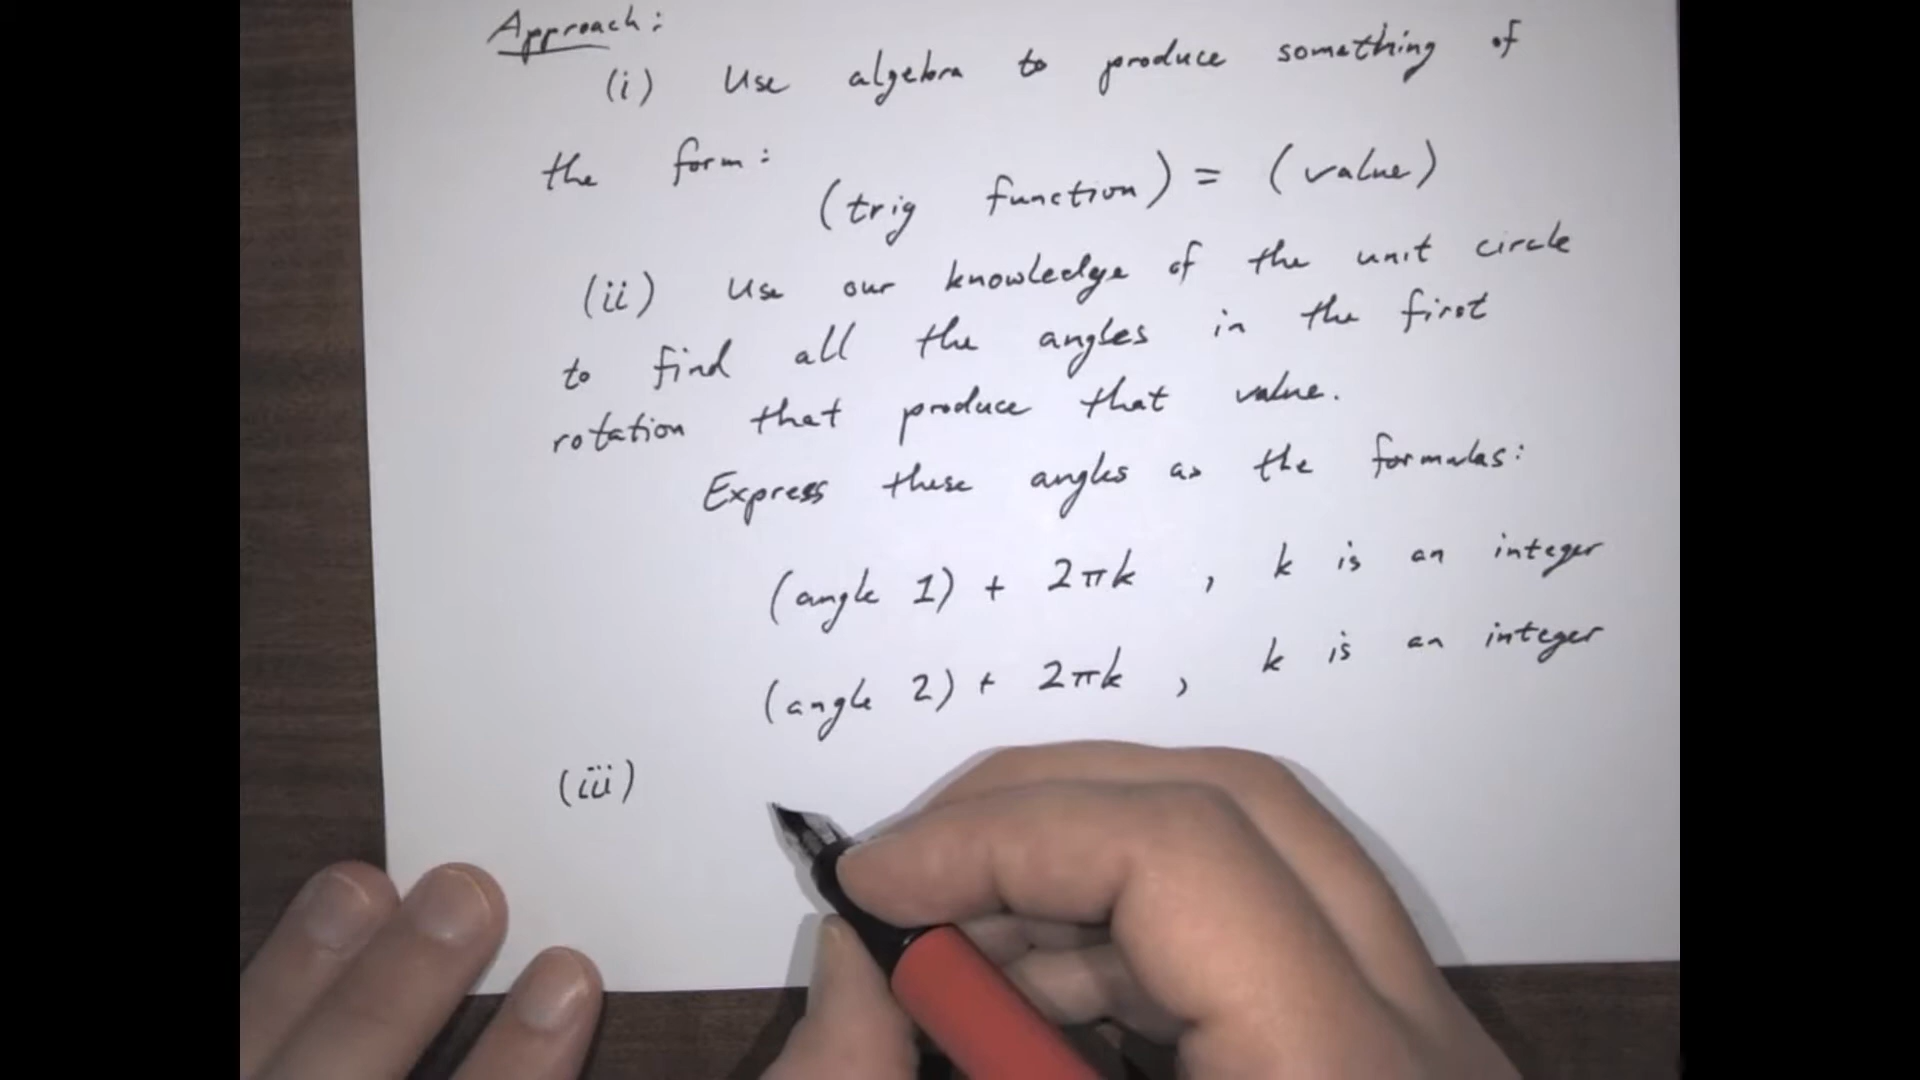 Approach:
(i) Use algebra to produce something of
the form:
(trig function) = (value)
(ii) Use our knowledge of the unit circle
to find all the angles in the first
rotation that produce that value.
Express these angles as the formulas:
(angle 1) + 2πk , k is an integer
(angle 2) + 2πk , k is an integer
(iii)